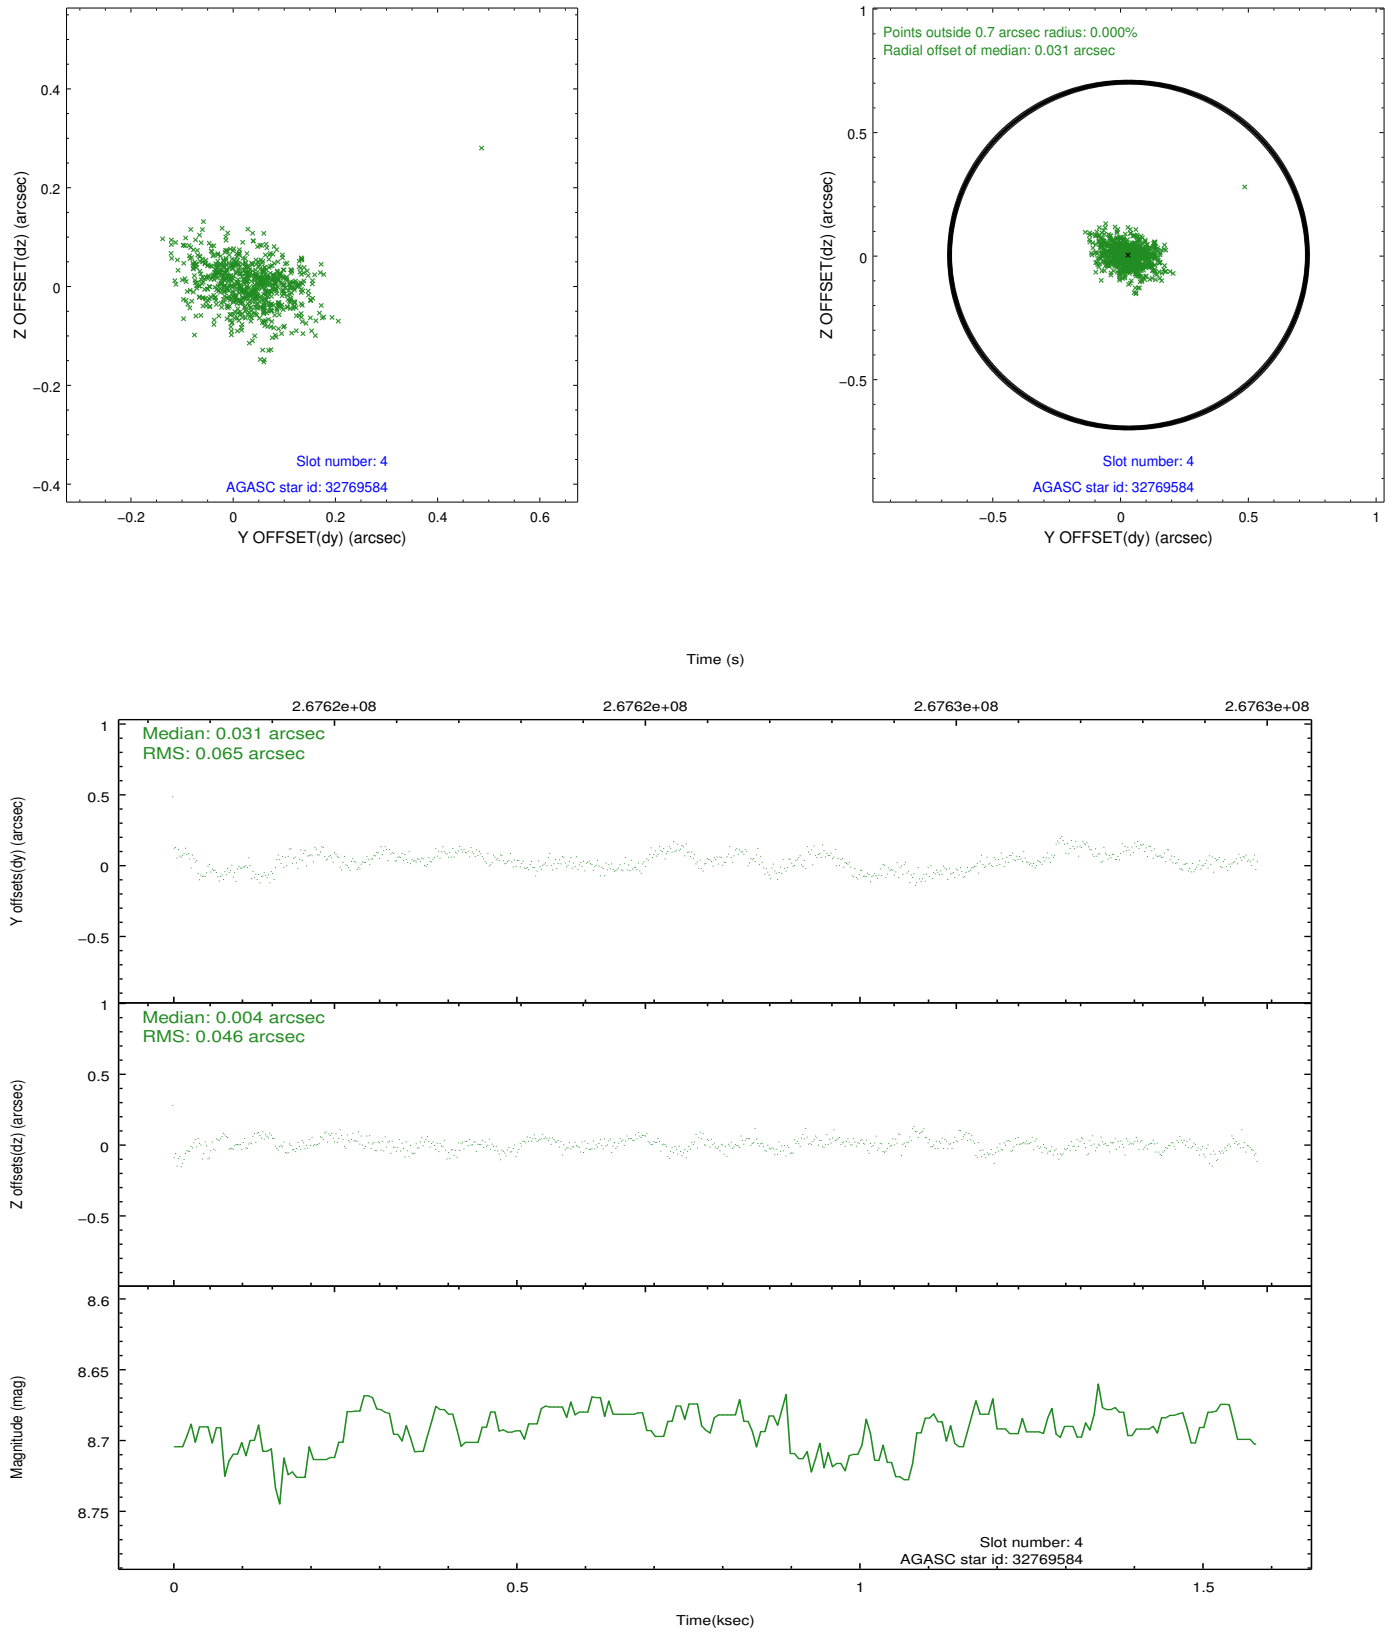 0.4
0.2
0
−0.2
−0.4
−0.2
0
0.2
0.4
0.6
Z OFFSET(dz) (arcsec)
Y OFFSET(dy) (arcsec)
Slot number: 4
AGASC star id: 32769584
Points outside 0.7 arcsec radius: 0.000%
Radial offset of median: 0.031 arcsec
1
0.5
0
−0.5
−0.5
0
0.5
1
Z OFFSET(dz) (arcsec)
Y OFFSET(dy) (arcsec)
Slot number: 4
AGASC star id: 32769584
Time (s)
2.6762e+08
2.6762e+08
2.6763e+08
2.6763e+08
Median: 0.031 arcsec
RMS: 0.065 arcsec
1
0.5
0
−0.5
Y offsets(dy) (arcsec)
Median: 0.004 arcsec
RMS: 0.046 arcsec
1
0.5
0
−0.5
Z offsets(dz) (arcsec)
8.6
8.65
8.7
8.75
Magnitude (mag)
Slot number: 4
AGASC star id: 32769584
0
0.5
1
1.5
Time(ksec)